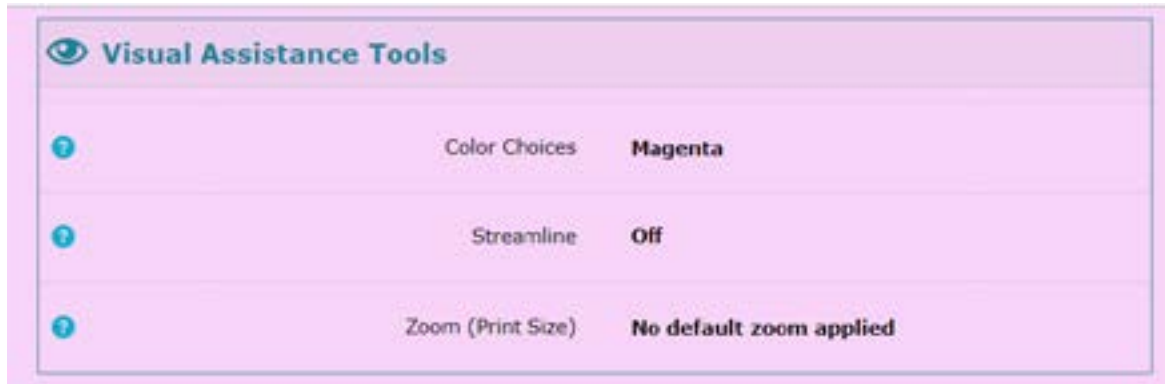 Visual Assistance Tools
Color Choices Magenta
Streamline Off
Zoom (Print Size) No default zoom applied